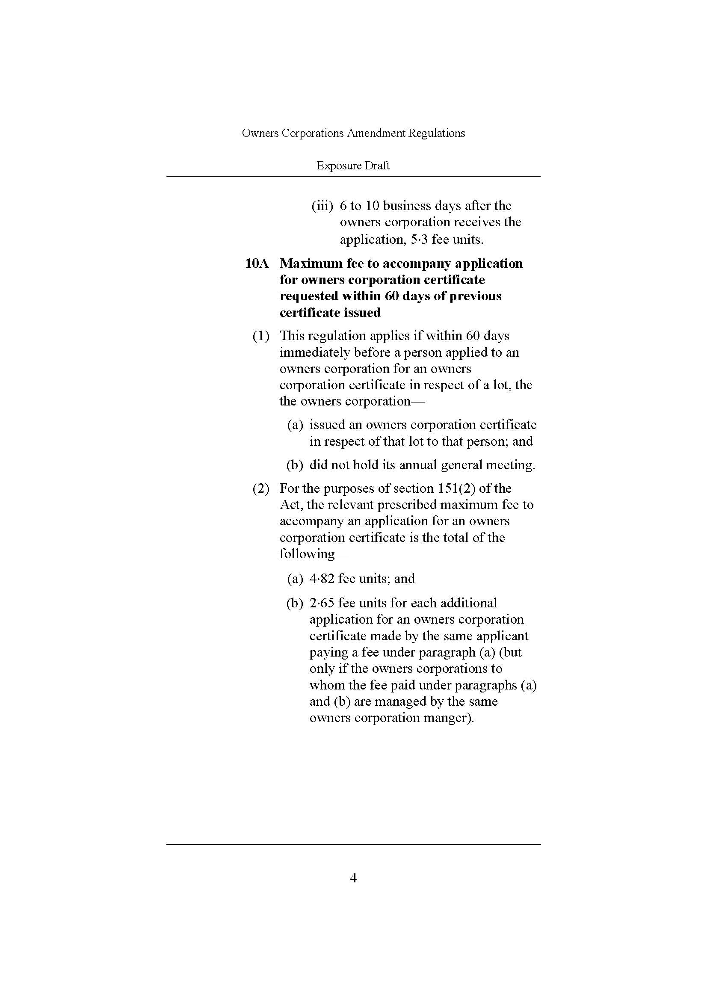 Owners Corporations Amendment Regulations
Exposure Draft
(iii) 6 to 10 business days after the
owners corporation receives the
application, 5·3 fee units.
10A Maximum fee to accompany application
for owners corporation certificate
requested within 60 days of previous
certificate issued
(1) This regulation applies if within 60 days
immediately before a person applied to an
owners corporation for an owners
corporation certificate in respect of a lot, the
the owners corporation—
(a) issued an owners corporation certificate
in respect of that lot to that person; and
(b) did not hold its annual general meeting.
(2) For the purposes of section 151(2) of the
Act, the relevant prescribed maximum fee to
accompany an application for an owners
corporation certificate is the total of the
following—
(a) 4·82 fee units; and
(b) 2·65 fee units for each additional
application for an owners corporation
certificate made by the same applicant
paying a fee under paragraph (a) (but
only if the owners corporations to
whom the fee paid under paragraphs (a)
and (b) are managed by the same
owners corporation manger).
4